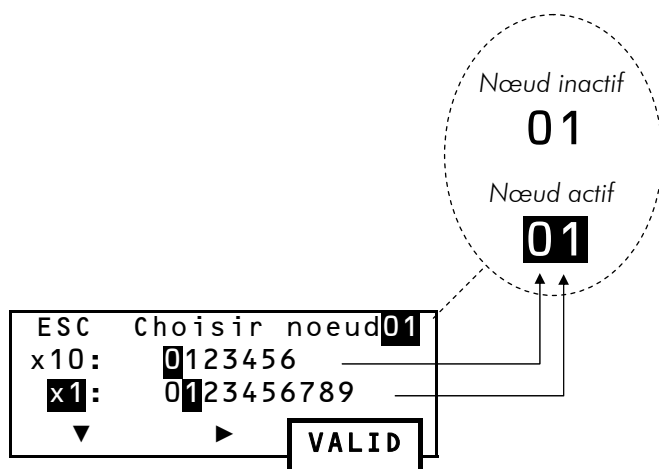 Nœud inactif
01
Nœud actif
01
ESC Choisir noeud01
x10: 0123456
x1: 0123456789
▼ ► VALID